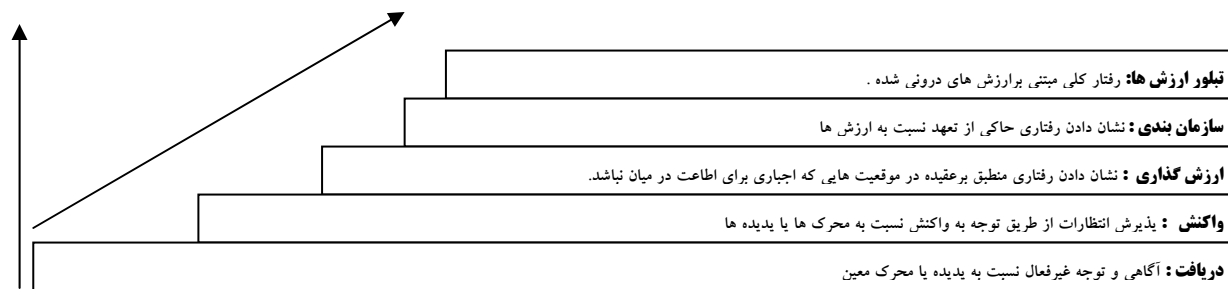 تبلور ارزش ها: رفتار کلی مبتنی برارزش های درونی شده .
سازمان بندی : نشان دادن رفتاری حاکی از تعهد نسبت به ارزش ها
ارزش گذاری : نشان دادن رفتاری منطبق برعقیده در موقعیت هایی که اجباری برای اطاعت در میان نباشد.
واکنش : پذیرش انتظارات از طریق توجه به واکنش نسبت به محرک ها یا پدیده ها
دریافت : آگاهی و توجه غیرفعال نسبت به پدیده یا محرک معین